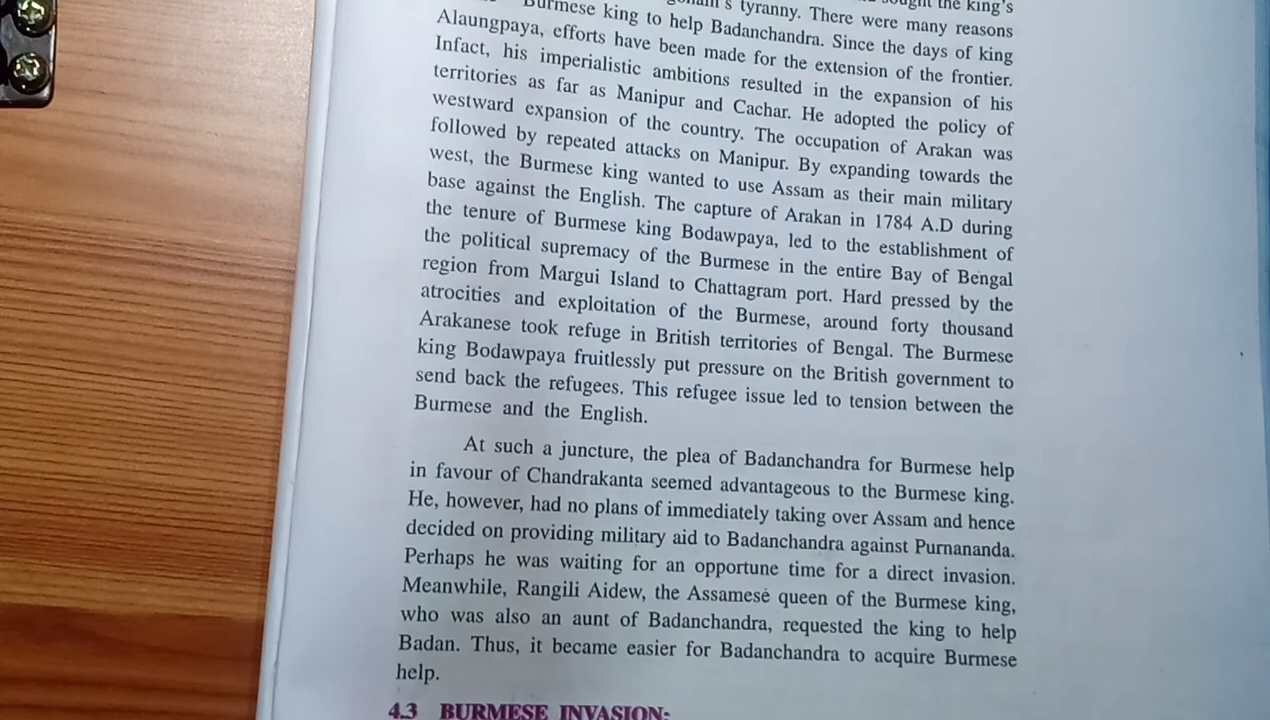 the king's
tyranny. There were many reasons
Burmese king to help Badanchandra. Since the days of king
Alaungpaya, efforts have been made for the extension of the frontier.
Infact, his imperialistic ambitions resulted in the expansion of his
territories as far as Manipur and Cachar. He adopted the policy of
westward expansion of the country. The occupation of Arakan was
followed by repeated attacks on Manipur. By expanding towards the
west, the Burmese king wanted to use Assam as their main military
base against the English. The capture of Arakan in 1784 A.D during
the tenure of Burmese king Bodawpaya, led to the establishment of
the political supremacy of the Burmese in the entire Bay of Bengal
region from Margui Island to Chattagram port. Hard pressed by the
atrocities and exploitation of the Burmese, around forty thousand
Arakanese took refuge in British territories of Bengal. The Burmese
king Bodawpaya fruitlessly put pressure on the British government to
send back the refugees. This refugee issue led to tension between the
Burmese and the English.
At such a juncture, the plea of Badanchandra for Burmese help
in favour of Chandrakanta seemed advantageous to the Burmese king.
He, however, had no plans of immediately taking over Assam and hence
decided on providing military aid to Badanchandra against Purnananda.
Perhaps he was waiting for an opportune time for a direct invasion.
Meanwhile, Rangili Aidew, the Assamese queen of the Burmese king,
who was also an aunt of Badanchandra, requested the king to help
Badan. Thus, it became easier for Badanchandra to acquire Burmese
help.
4.3 BURMESE INVASION: